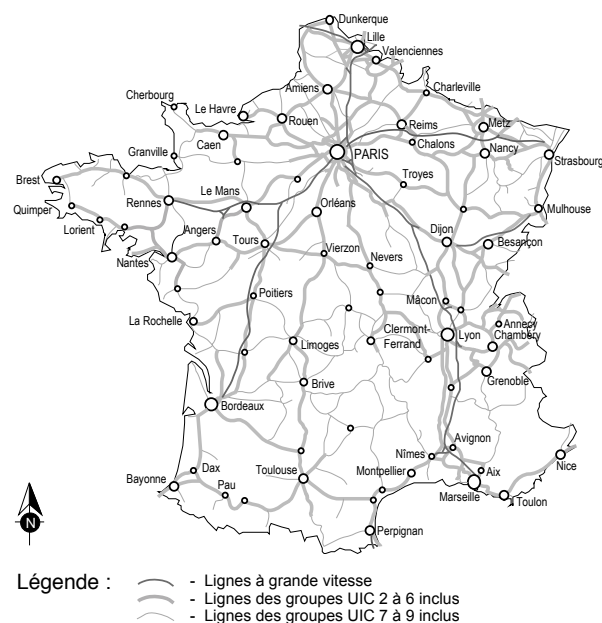 Dunkerque
Lille
Valenciennes
Amiens
Charleville
Cherbourg
Le Havre
Rouen
Reims
Metz
Caen
Chalons
Nancy
Granville
PARIS
Strasbourg
Brest
Troyes
Rennes
Le Mans
Quimper
Orléans
Mulhouse
Lorient
Angers
Tours
Dijon
Besançon
Nantes
Vierzon
Nevers
Poitiers
Mâcon
La Rochelle
Clermont-
Ferrand
Annecy
Lyon
Chambéry
Limoges
Grenoble
Brive
Bordeaux
Avignon
Nîmes
Dax
Toulouse
Montpellier
Aix
Nice
Bayonne
Pau
Marseille
Toulon
N
Perpignan
Légende :
- Lignes à grande vitesse
- Lignes des groupes UIC 2 à 6 inclus
- Lignes des groupes UIC 7 à 9 inclus